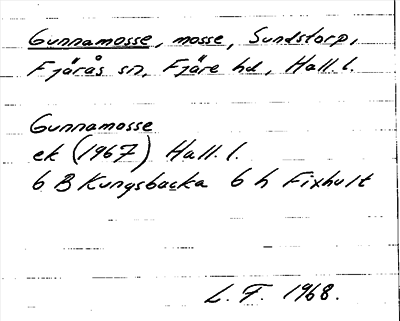 Gunnamosse, mosse, Sundstorp,
Fjärås sn, Fjäre hd, Hall. l.
Gunnamosse
ek (1967) Hall. l.
6 B Kungsbacka 6 h Fixhult
L. F. 1968.